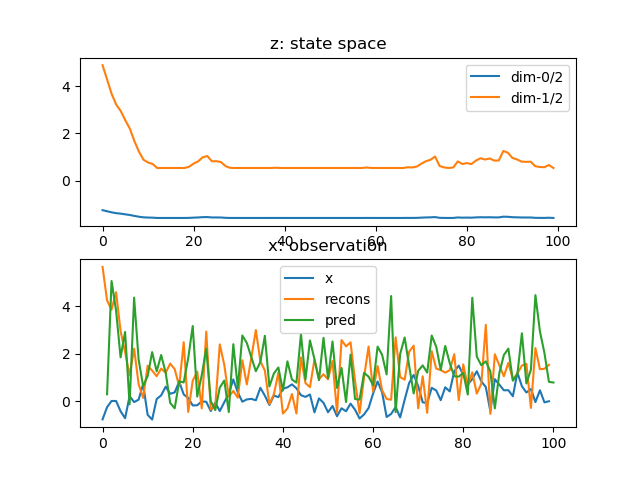 z: state space
4
2
0
dim-0/2
dim-1/2
0 20 40 60 80 100
x: observation
4
2
0
x
recons
pred
0 20 40 60 80 100